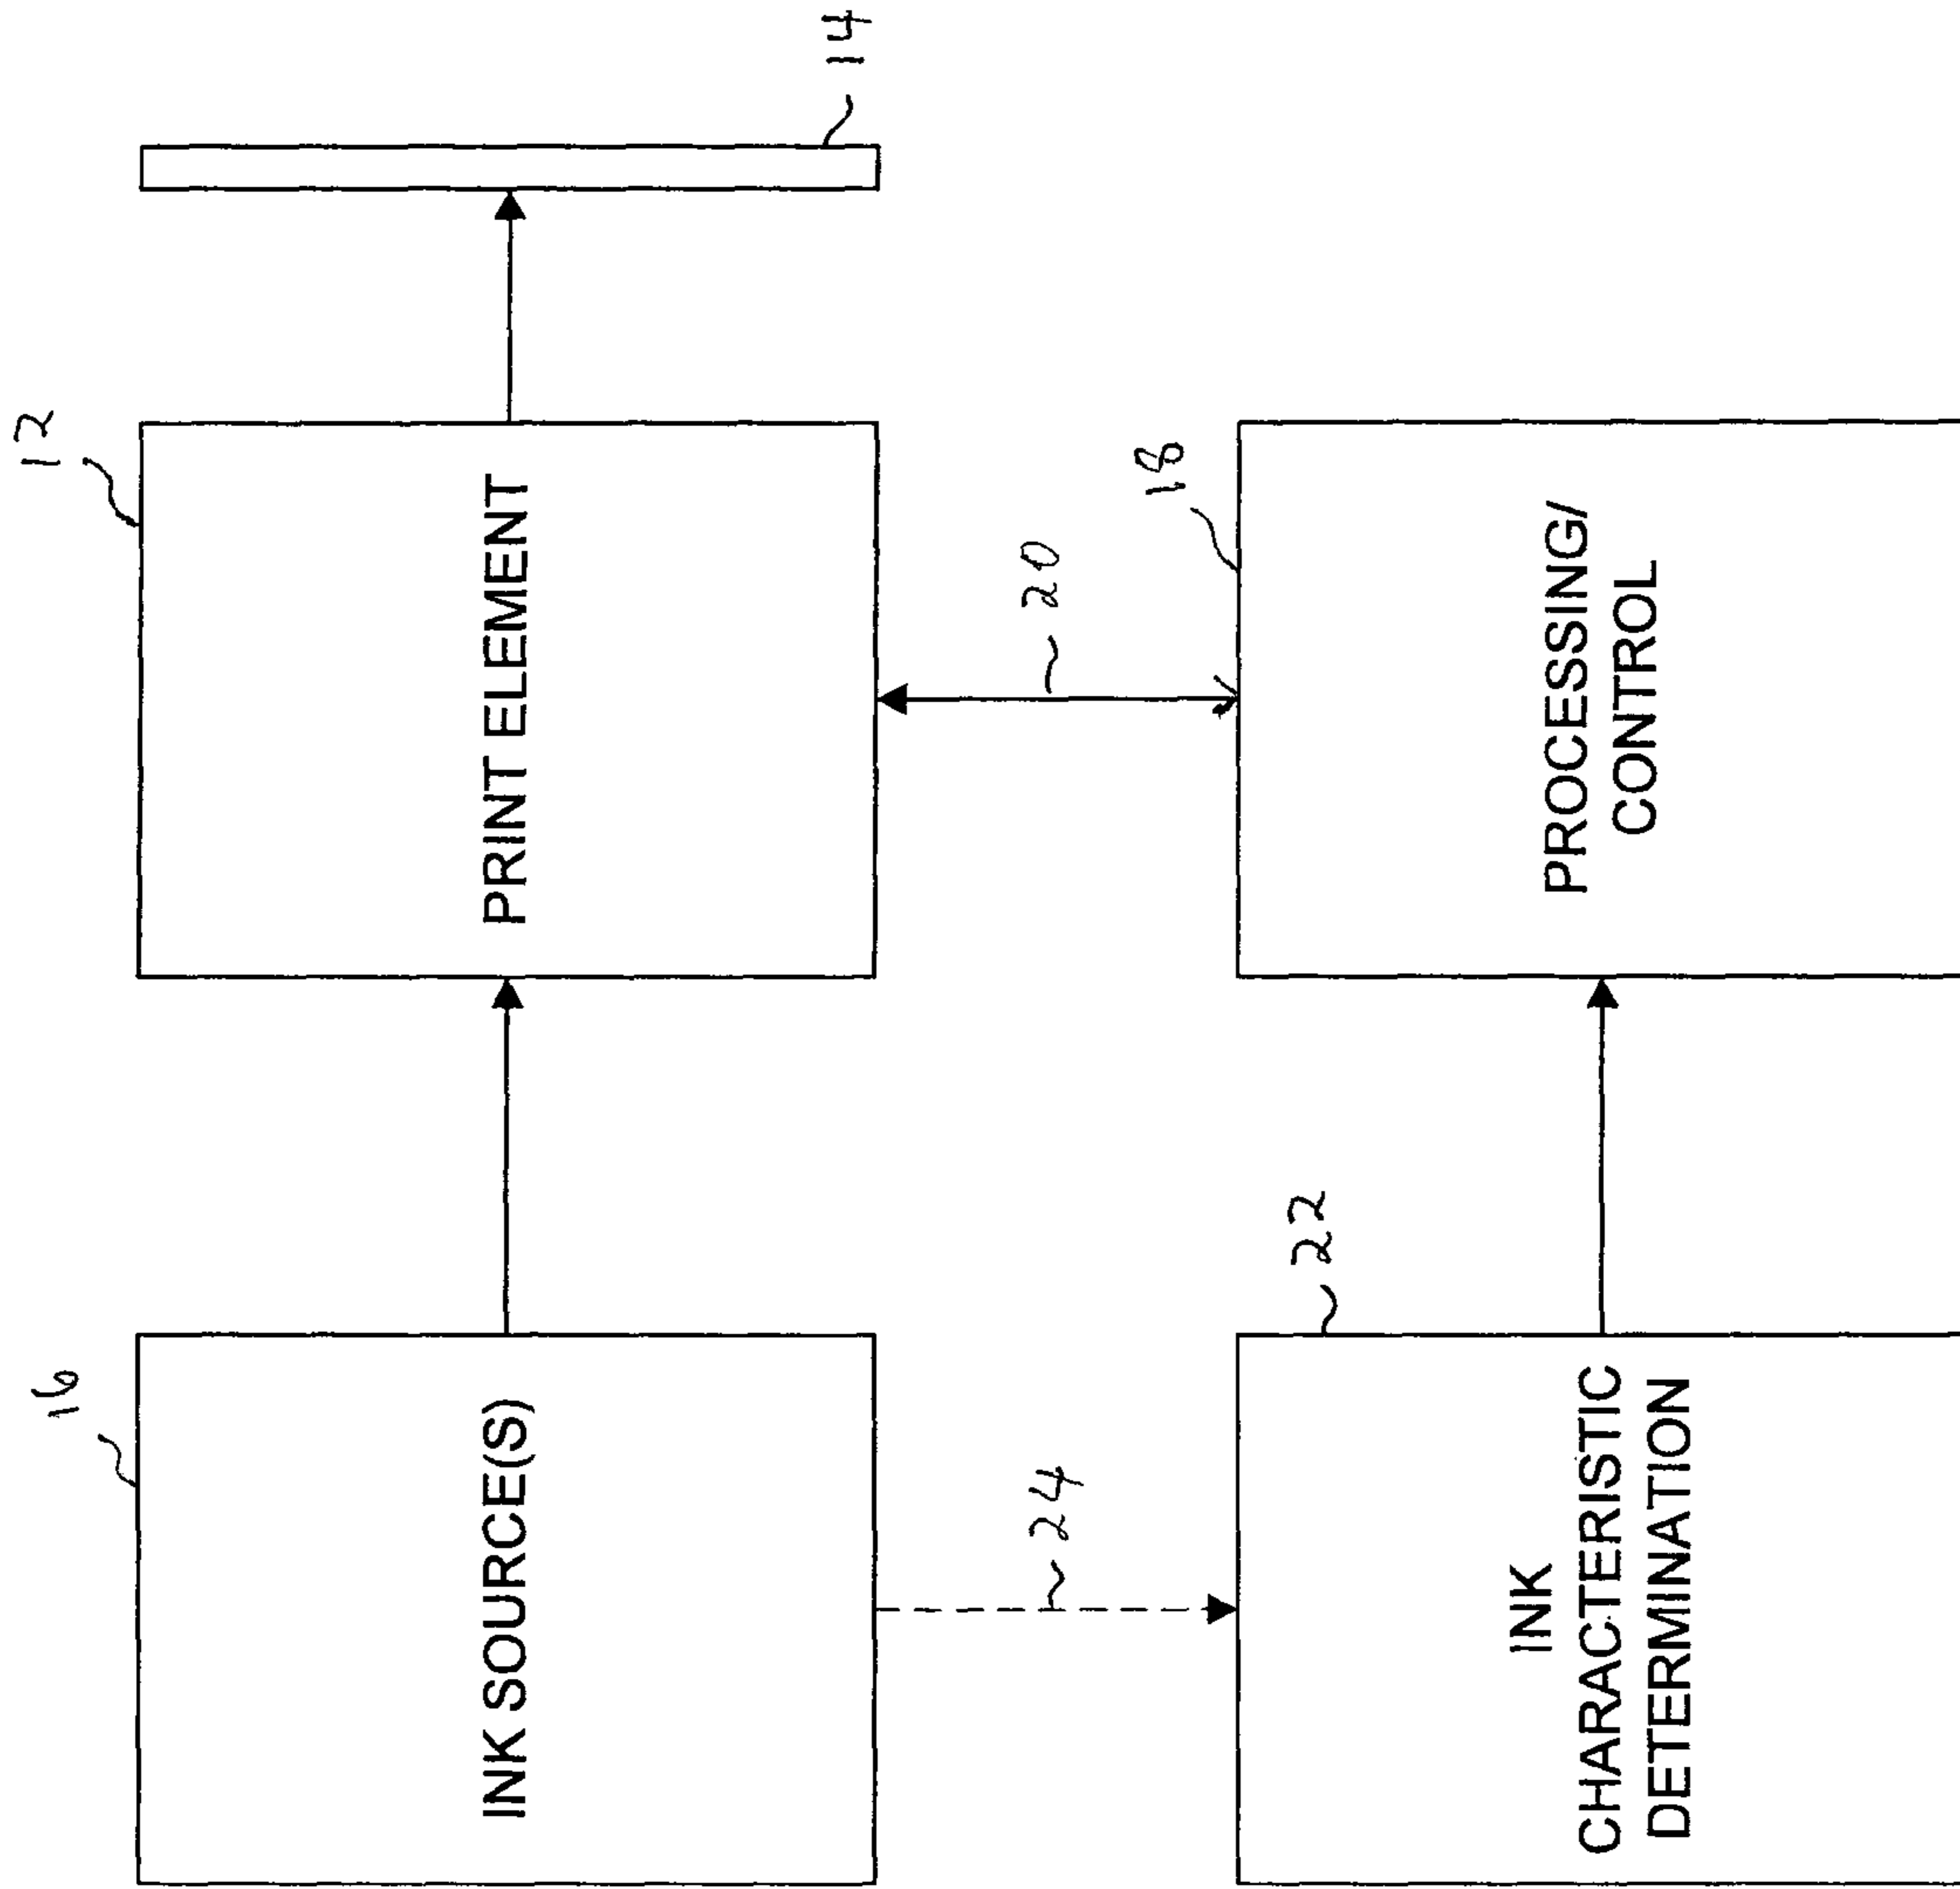 16
INK SOURCE(S)
12
PRINT ELEMENT
14
24
20
22
INK
CHARACTERISTIC
DETERMINATION
18
PROCESSING/
CONTROL